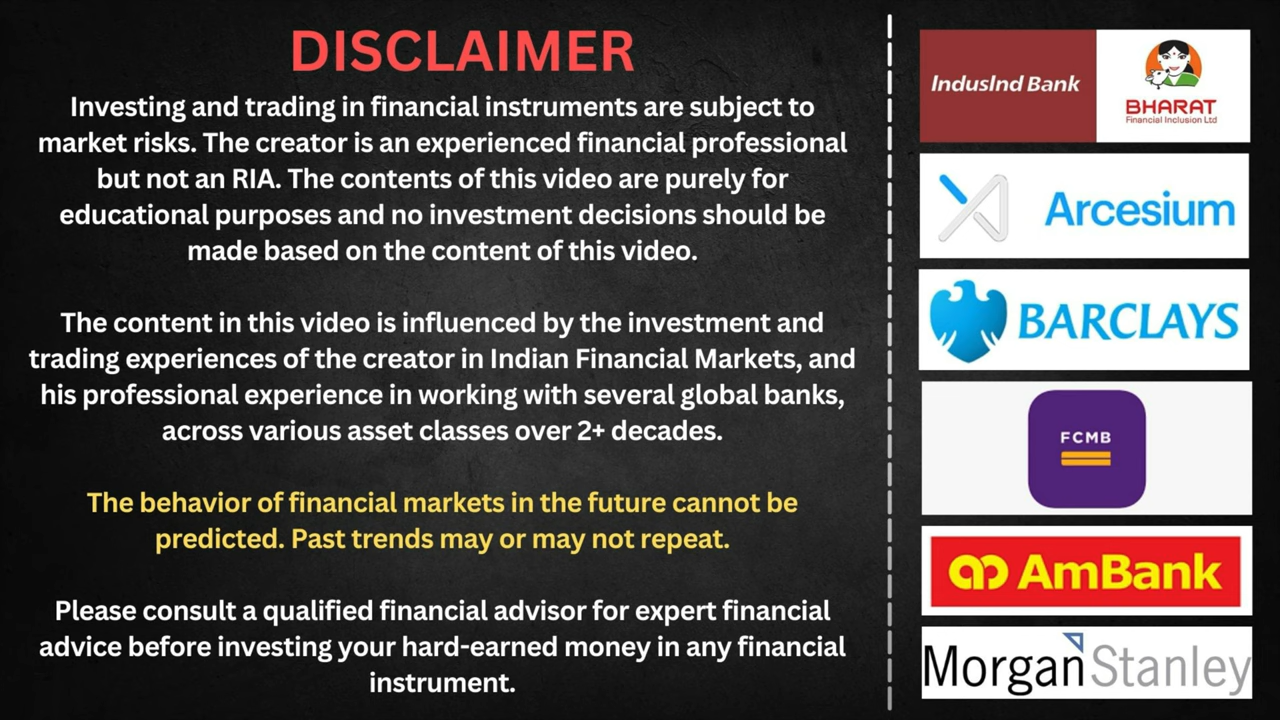 DISCLAIMER
Investing and trading in financial instruments are subject to
market risks. The creator is an experienced financial professional
but not an RIA. The contents of this video are purely for
educational purposes and no investment decisions should be
made based on the content of this video.
The content in this video is influenced by the investment and
trading experiences of the creator in Indian Financial Markets, and
his professional experience in working with several global banks,
across various asset classes over 2+ decades.
The behavior of financial markets in the future cannot be
predicted. Past trends may or may not repeat.
Please consult a qualified financial advisor for expert financial
advice before investing your hard-earned money in any financial
instrument.
IndusInd Bank
BHARAT
Financial Inclusion Ltd
Arcesium
BARCLAYS
FCMB
AmBank
Morgan Stanley